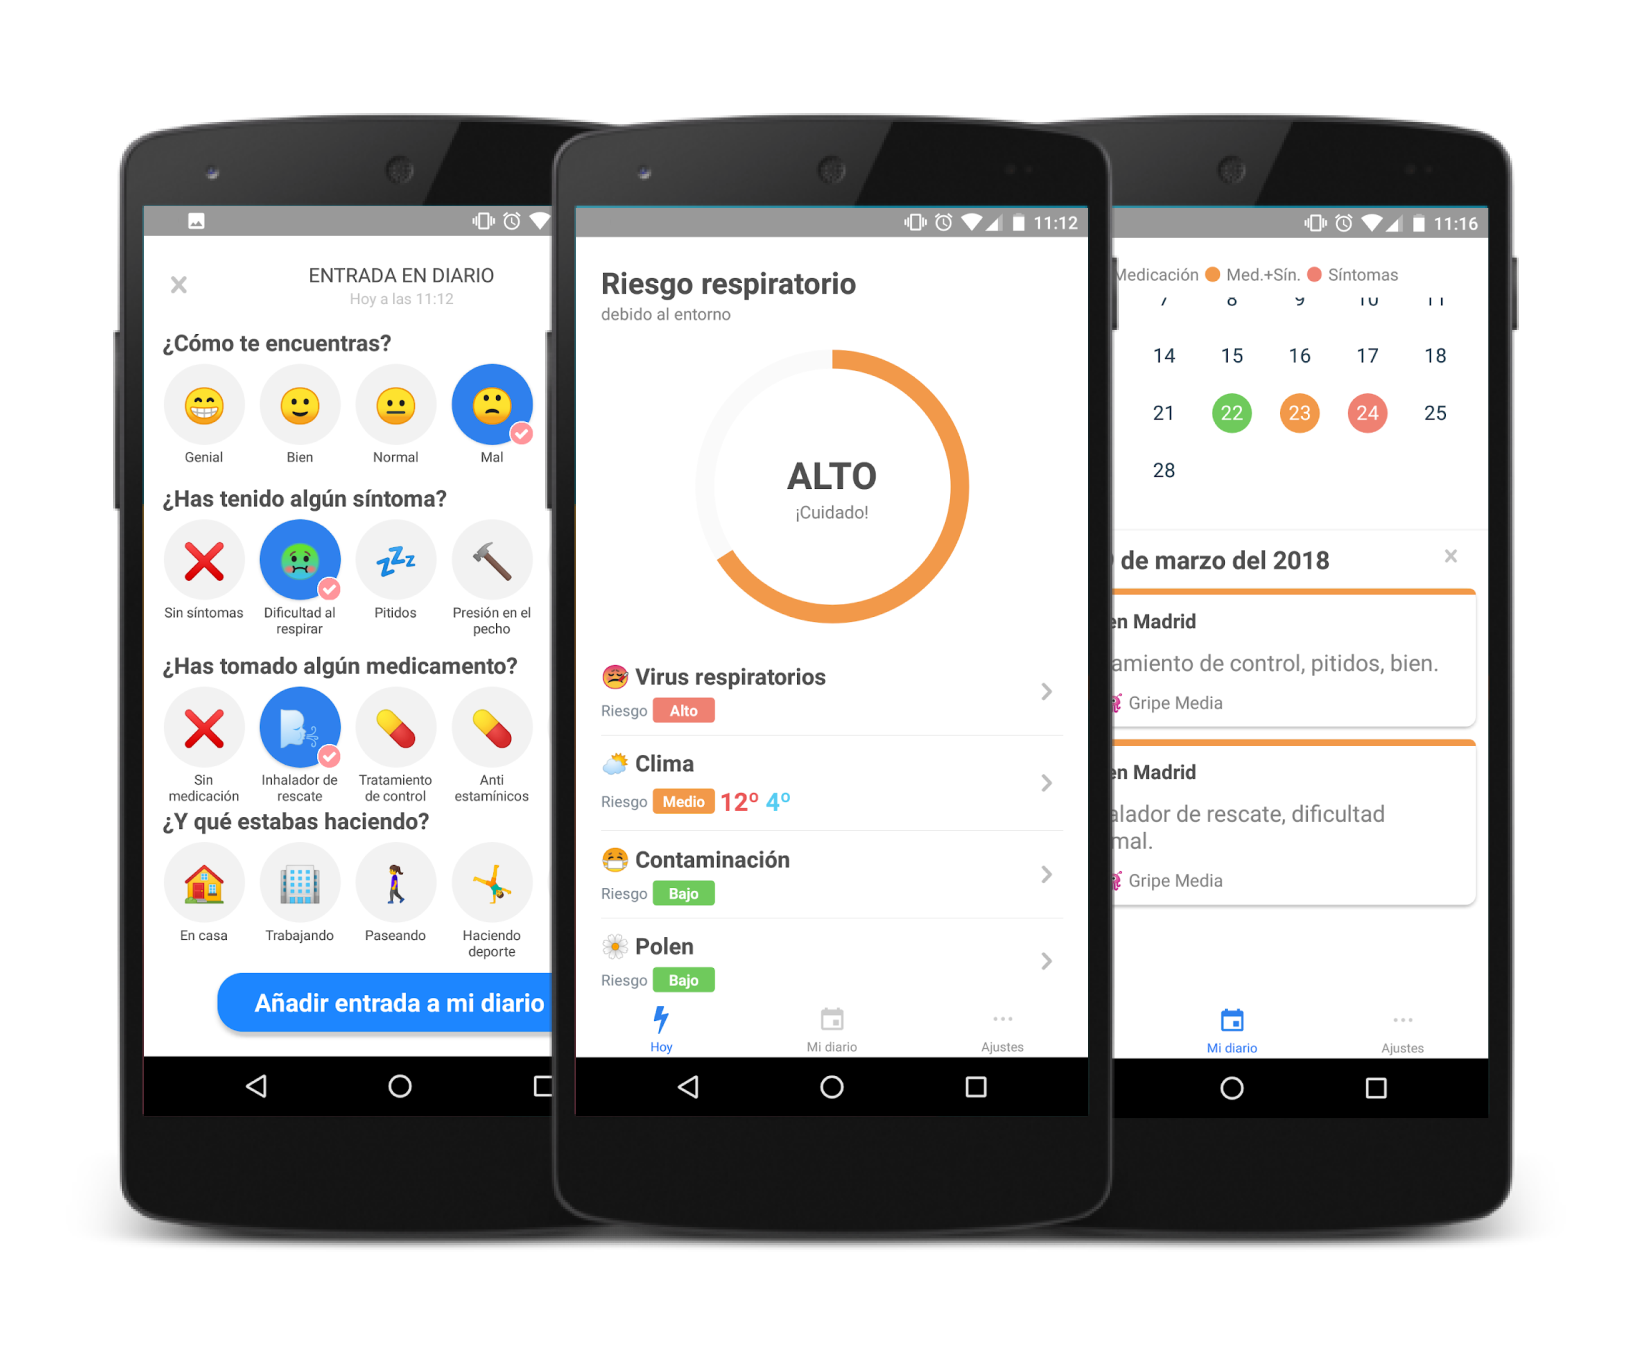 ENTRADA EN DIARIO
Hoy a las 11:12
¿Cómo te encuentras?
Genial
Bien
Normal
Mal
¿Has tenido algún síntoma?
Sin síntomas
Dificultad al
respirar
Pitidos
Presión en el
pecho
¿Has tomado algún medicamento?
Sin
medicación
Inhalador de
rescate
Tratamiento
de control
Anti
estamínicos
¿Y qué estabas haciendo?
En casa
Trabajando
Paseando
Haciendo
deporte
Añadir entrada a mi diario
11:12
Riesgo respiratorio
debido al entorno
ALTO
¡Cuidado!
Virus respiratorios
Riesgo Alto
Clima
Riesgo Medio 12º 4º
Contaminación
Riesgo Bajo
Polen
Riesgo Bajo
Hoy
Mi diario
Ajustes
11:16
Medicación Med.+Sín. Síntomas
7 8 9 10 11
14 15 16 17 18
21 22 23 24 25
28
de marzo del 2018
en Madrid
amiento de control, pitidos, bien.
Gripe Media
en Madrid
alador de rescate, dificultad
mal.
Gripe Media
Mi diario
Ajustes